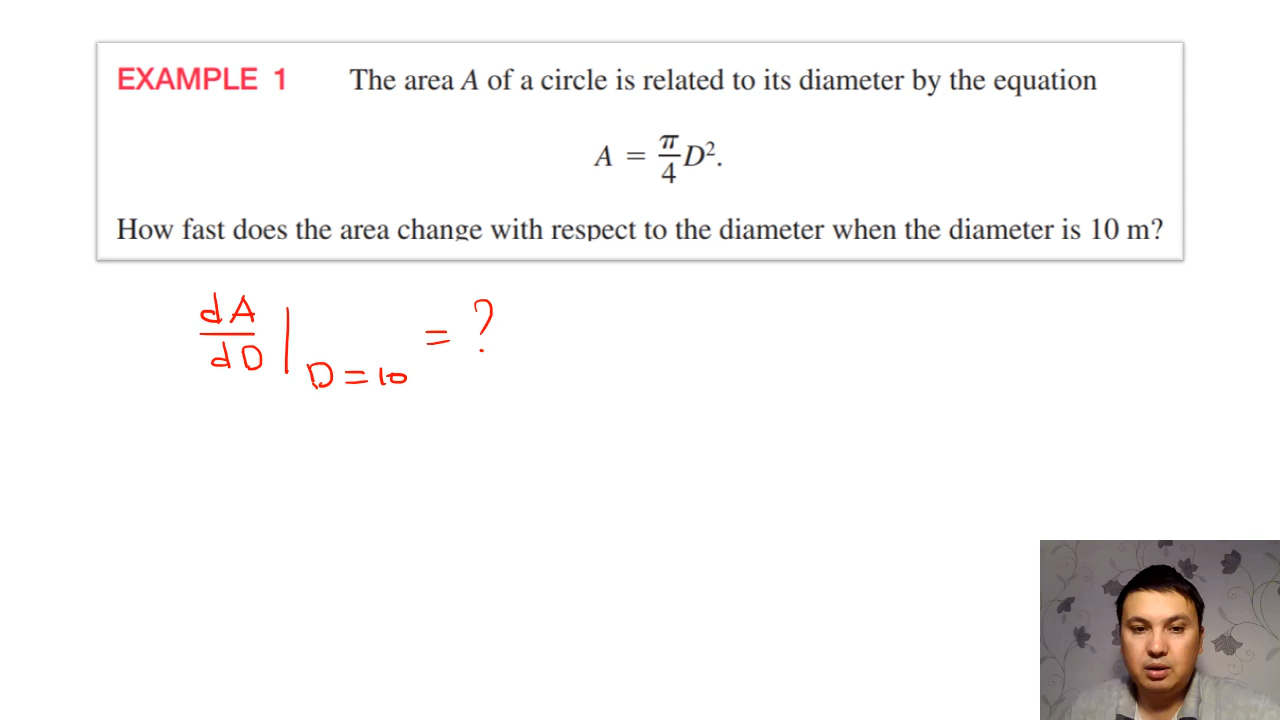 EXAMPLE 1 The area A of a circle is related to its diameter by the equation
A = π/4 D².
How fast does the area change with respect to the diameter when the diameter is 10 m?
dA/dD |D=10 = ?